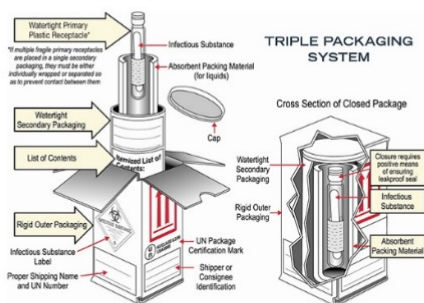 Watertight Primary
Plastic Receptacle*
*If multiple fragile primary receptacles
are placed in a single secondary
packaging, they must be either
individually wrapped or separated so
as to prevent contact between them
Infectious Substance
Absorbent Packing Material
(for liquids)
Watertight
Secondary Packaging
Cap
List of Contents
Itemized List of
Contents:
Rigid Outer Packaging
Infectious Substance
Label
Proper Shipping Name
and UN Number
UN Package
Certification Mark
Shipper or
Consignee
Identification
TRIPLE PACKAGING
SYSTEM
Cross Section of Closed Package
Watertight
Secondary
Packaging
Rigid Outer
Packaging
Closure requires
positive means
of ensuring
leakproof seal
Infectious
Substance
Absorbent
Packing Material